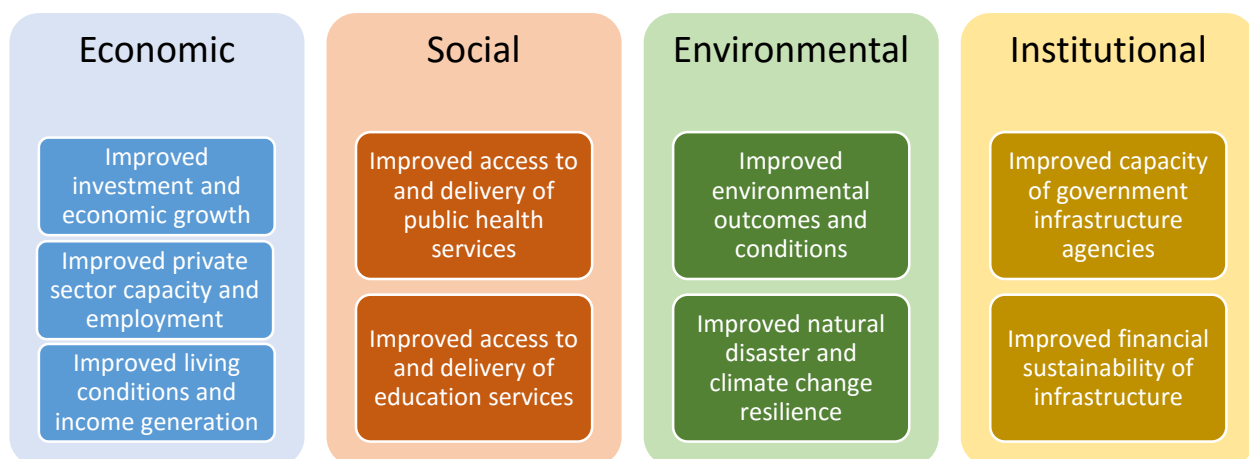 Economic
Improved
investment and
economic growth
Improved private
sector capacity and
employment
Improved living
conditions and
income generation
Social
Improved access to
and delivery of
public health
services
Improved access to
and delivery of
education services
Environmental
Improved
environmental
outcomes and
conditions
Improved natural
disaster and
climate change
resilience
Institutional
Improved capacity
of government
infrastructure
agencies
Improved financial
sustainability of
infrastructure